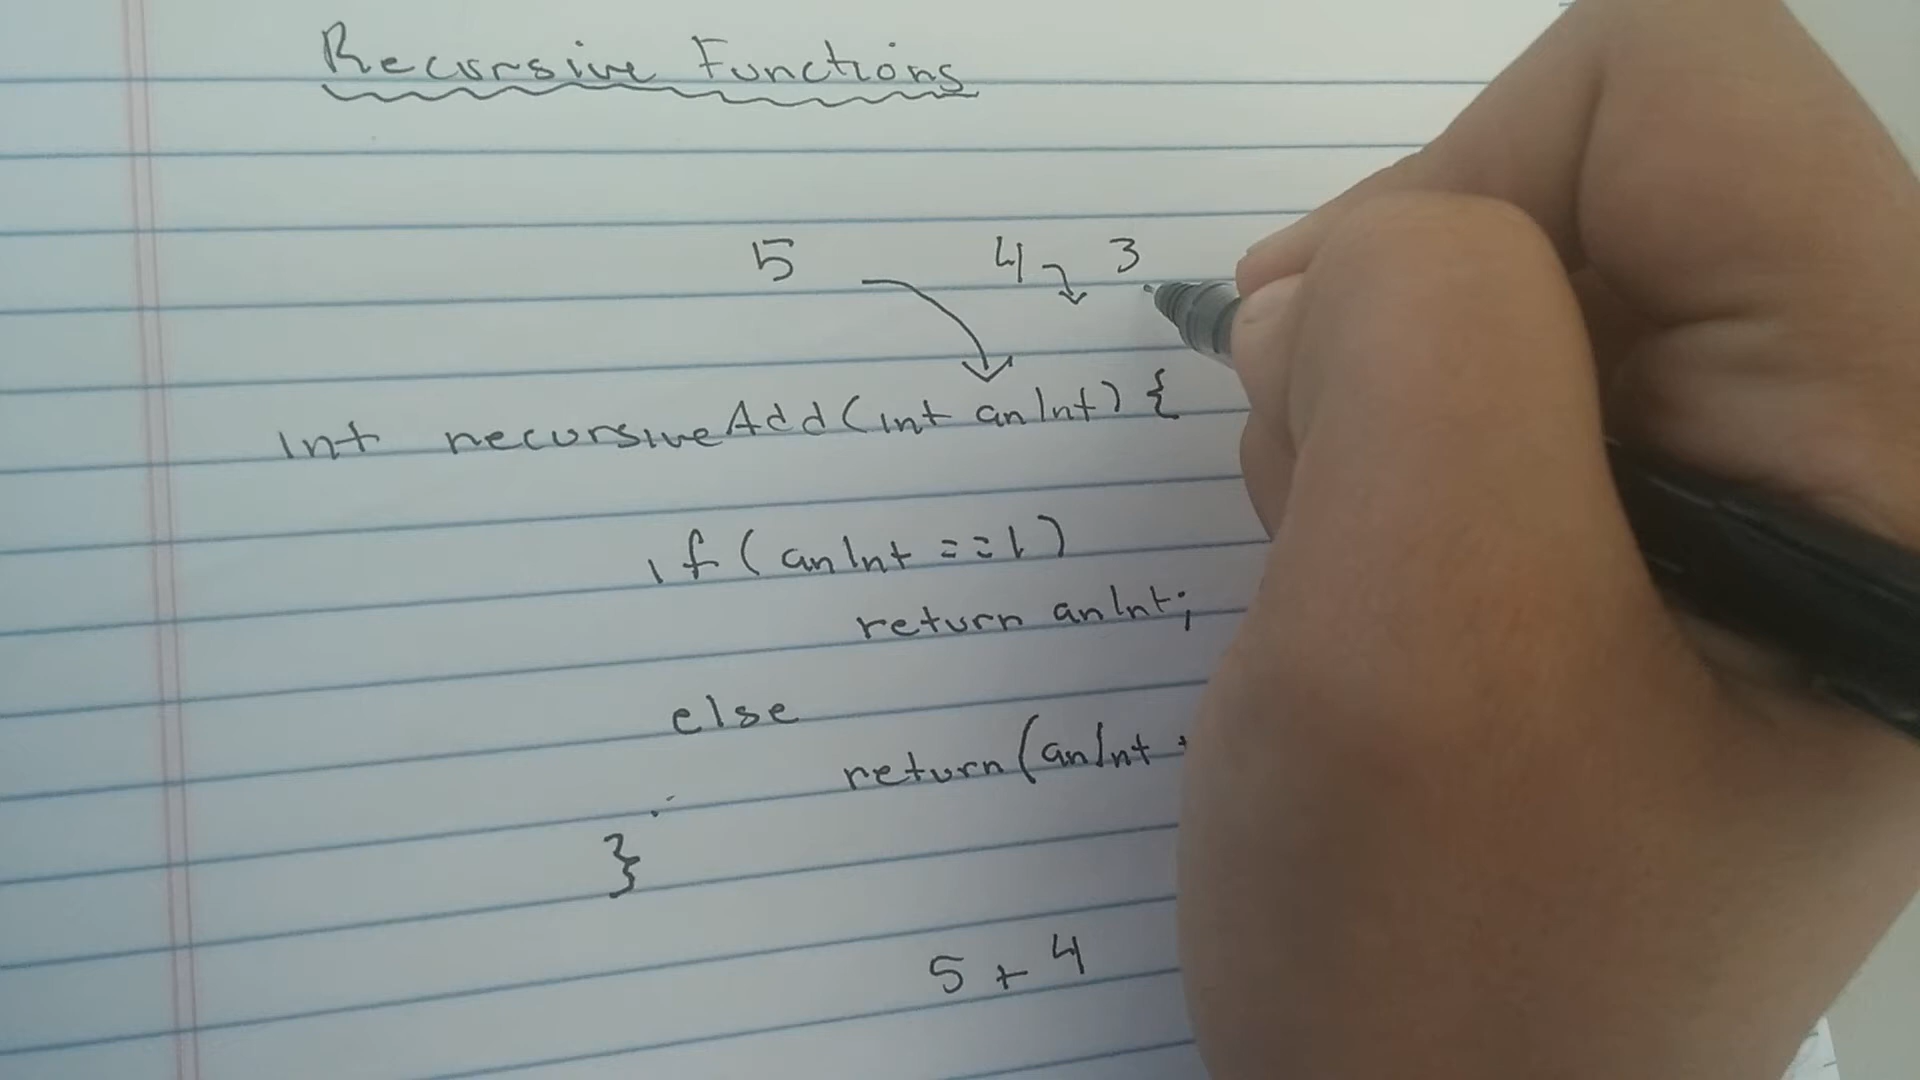 Recursive Functions
5 4 3
int recursiveAdd(int anInt) {
if (anInt ==1)
return anInt;
else
return(anInt +
}
5 + 4